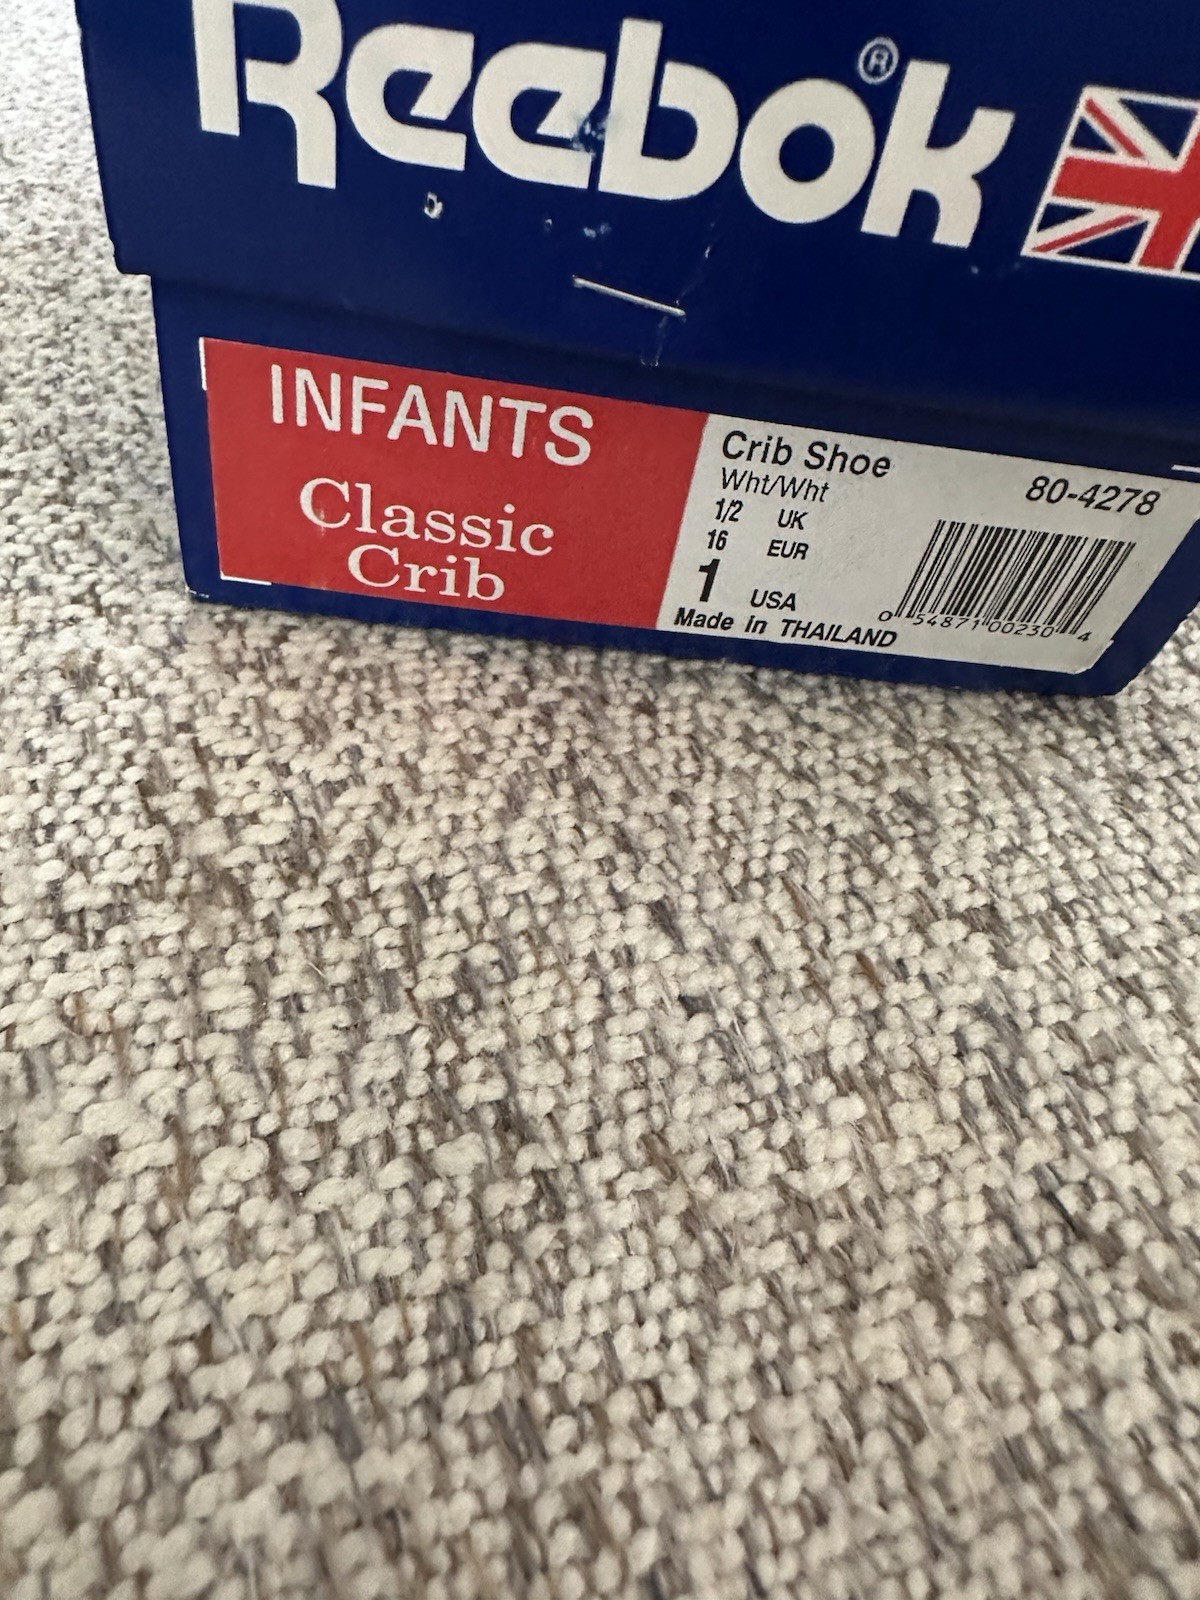 Reebok®
INFANTS
Classic
Crib
Crib Shoe
Wht/Wht
80-4278
1/2 UK
16 EUR
1 USA
Made in THAILAND
0 54871 00230 4